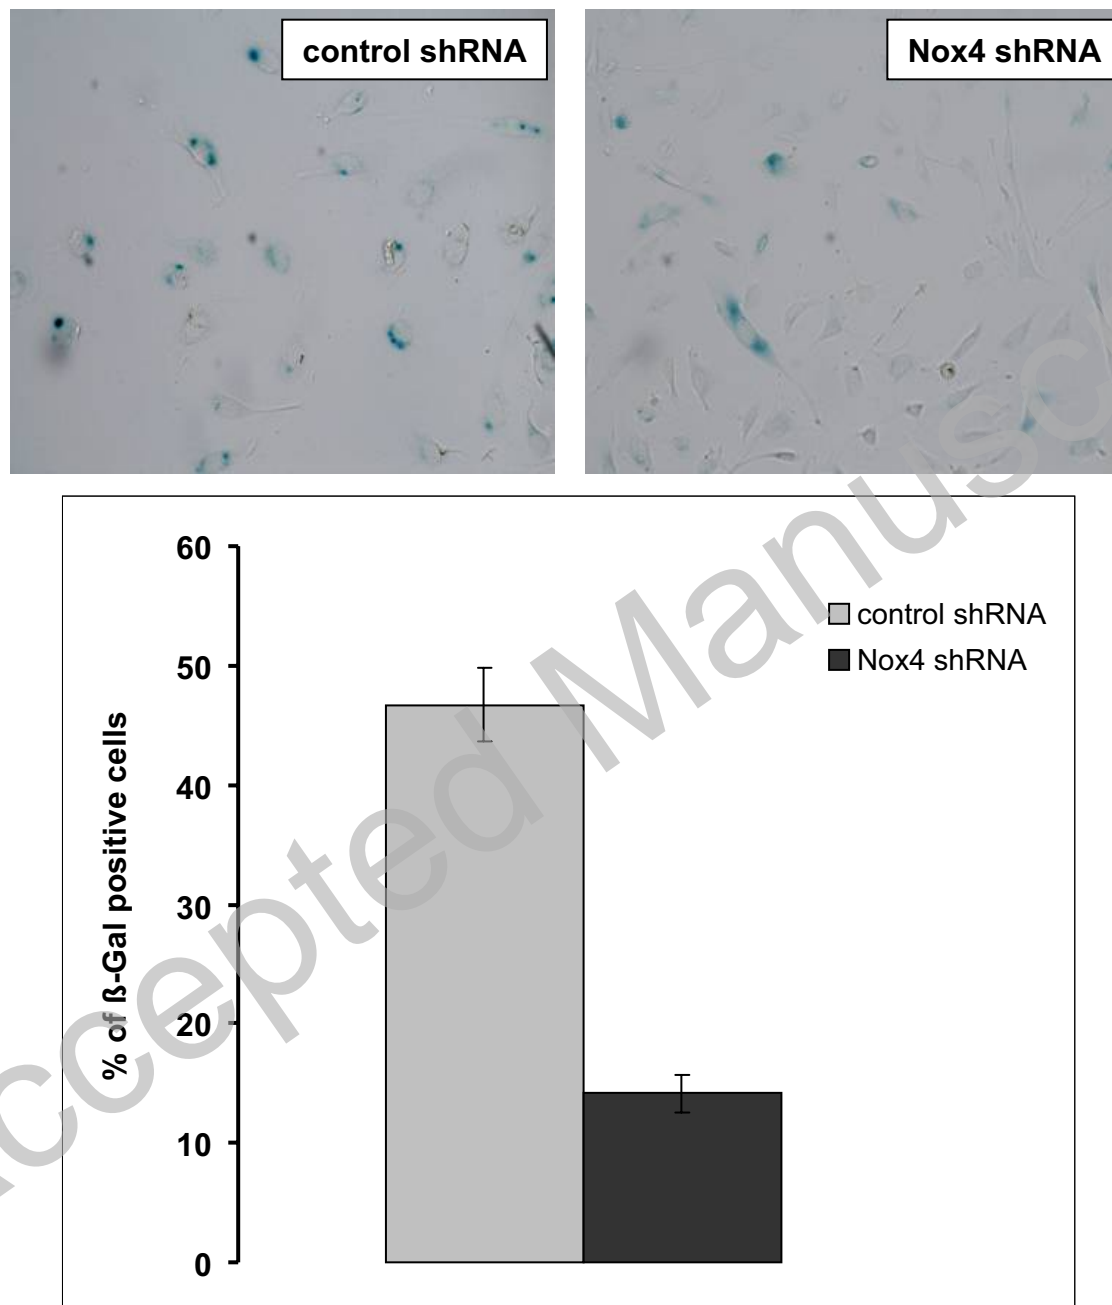 control shRNA
Nox4 shRNA
60
50
40
30
20
10
0
% of ß-Gal positive cells
control shRNA
Nox4 shRNA
Accepted Manusc